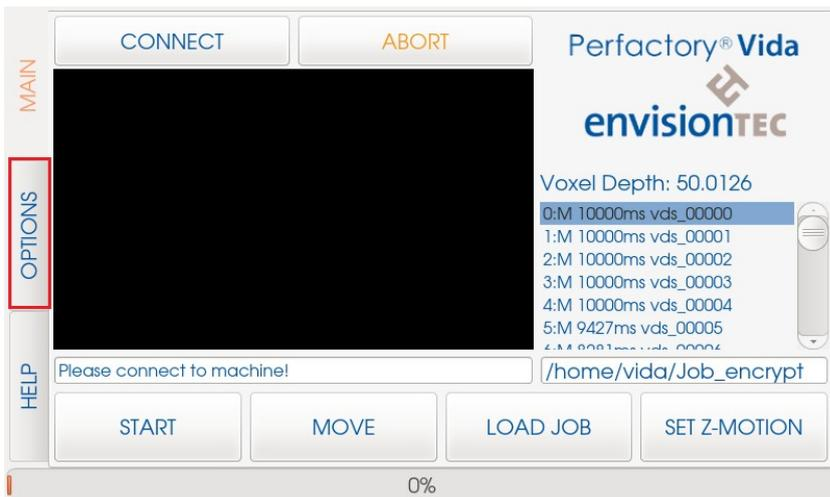 MAIN
OPTIONS
HELP
CONNECT
ABORT
Perfactory® Vida
envisionTEC
Voxel Depth: 50.0126
0:M 10000ms vds_00000
1:M 10000ms vds_00001
2:M 10000ms vds_00002
3:M 10000ms vds_00003
4:M 10000ms vds_00004
5:M 9427ms vds_00005
Please connect to machine!
/home/vida/Job_encrypt
START
MOVE
LOAD JOB
SET Z-MOTION
0%